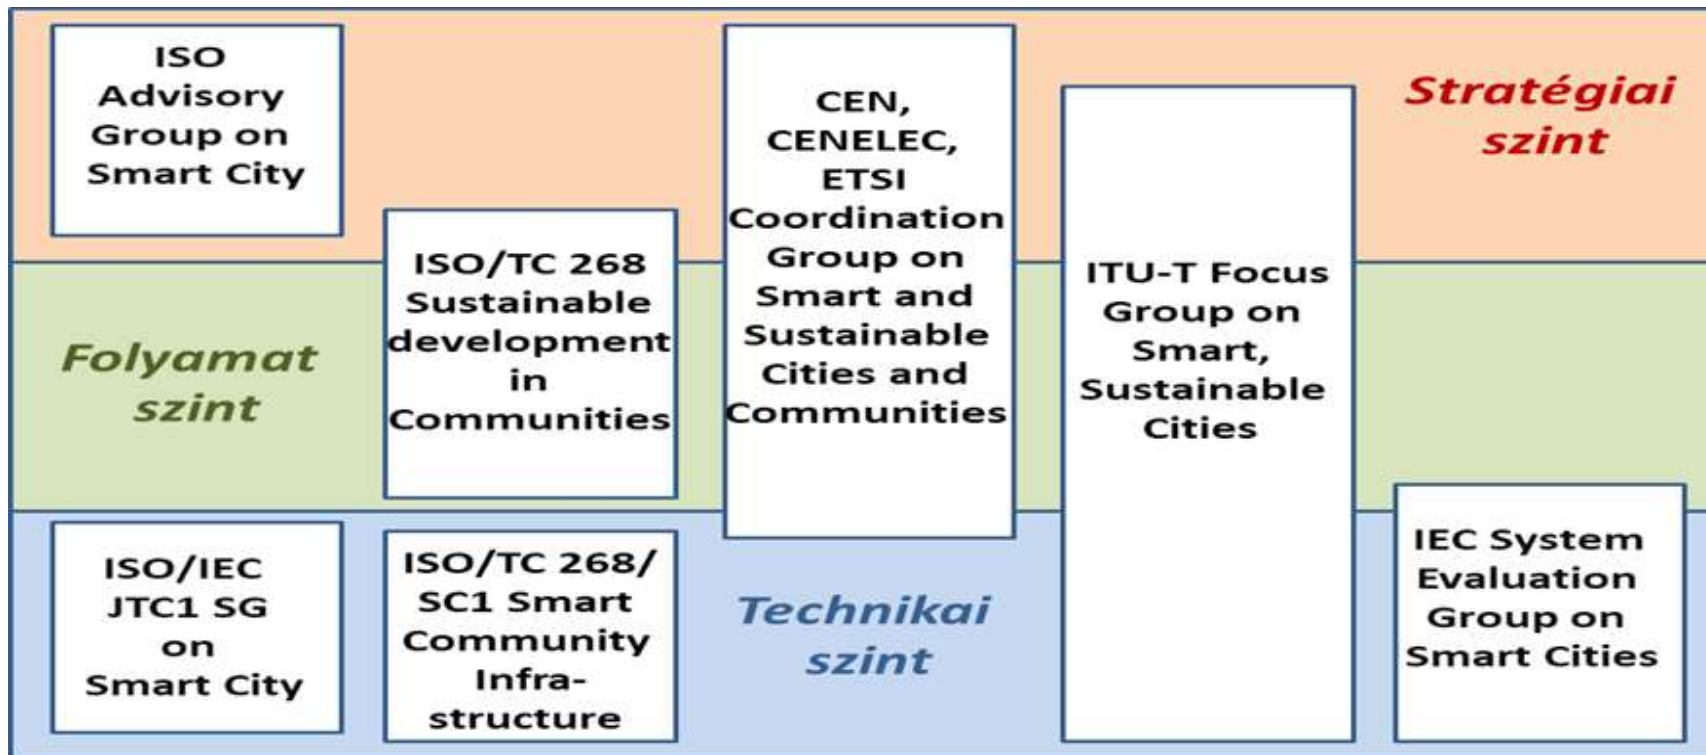 ISO
Advisory
Group on
Smart City
CEN,
CENELEC,
ETSI
Coordination
Group on
Smart and
Sustainable
Cities and
Communities
Stratégiai
szint
ISO/TC 268
Sustainable
development
in
Communities
ITU-T Focus
Group on
Smart,
Sustainable
Cities
Folyamat
szint
ISO/IEC
JTC1 SG
on
Smart City
ISO/TC 268/
SC1 Smart
Community
Infra-
structure
Technikai
szint
IEC System
Evaluation
Group on
Smart Cities